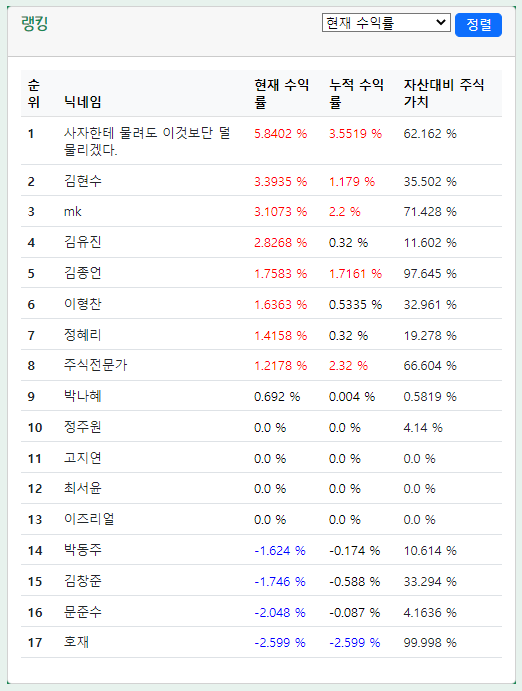 랭킹
현재 수익률 정렬
순위 닉네임 현재 수익률 누적 수익률 자산대비 주식가치
1 사자한테 물려도 이것보단 덜 물리겠다. 5.8402 % 3.5519 % 62.162 %
2 김현수 3.3935 % 1.179 % 35.502 %
3 mk 3.1073 % 2.2 % 71.428 %
4 김유진 2.8268 % 0.32 % 11.602 %
5 김종언 1.7583 % 1.7161 % 97.645 %
6 이형찬 1.6363 % 0.5335 % 32.961 %
7 정혜리 1.4158 % 0.32 % 19.278 %
8 주식전문가 1.2178 % 2.32 % 66.604 %
9 박나혜 0.692 % 0.004 % 0.5819 %
10 정주원 0.0 % 0.0 % 4.14 %
11 고지연 0.0 % 0.0 % 0.0 %
12 최서윤 0.0 % 0.0 % 0.0 %
13 이즈리얼 0.0 % 0.0 % 0.0 %
14 박동주 -1.624 % -0.174 % 10.614 %
15 김창준 -1.746 % -0.588 % 33.294 %
16 문준수 -2.048 % -0.087 % 4.1636 %
17 호재 -2.599 % -2.599 % 99.998 %